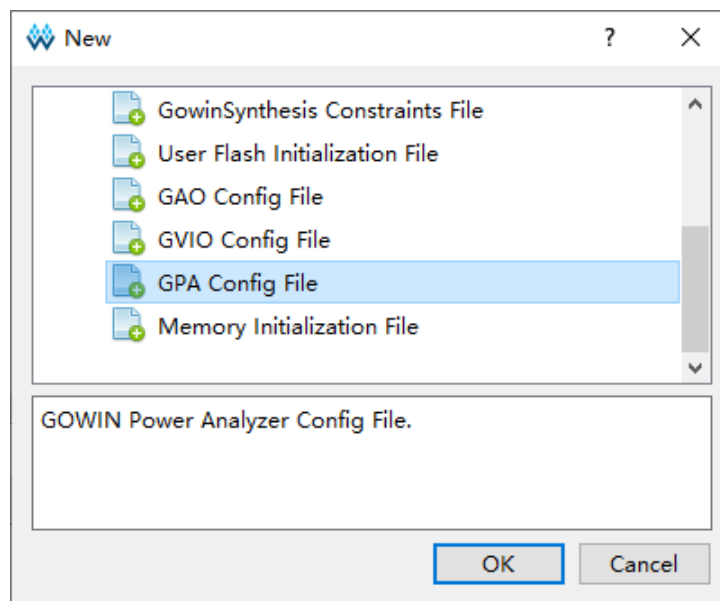 New
?
GowinSynthesis Constraints File
User Flash Initialization File
GAO Config File
GVIO Config File
GPA Config File
Memory Initialization File
GOWIN Power Analyzer Config File.
OK Cancel